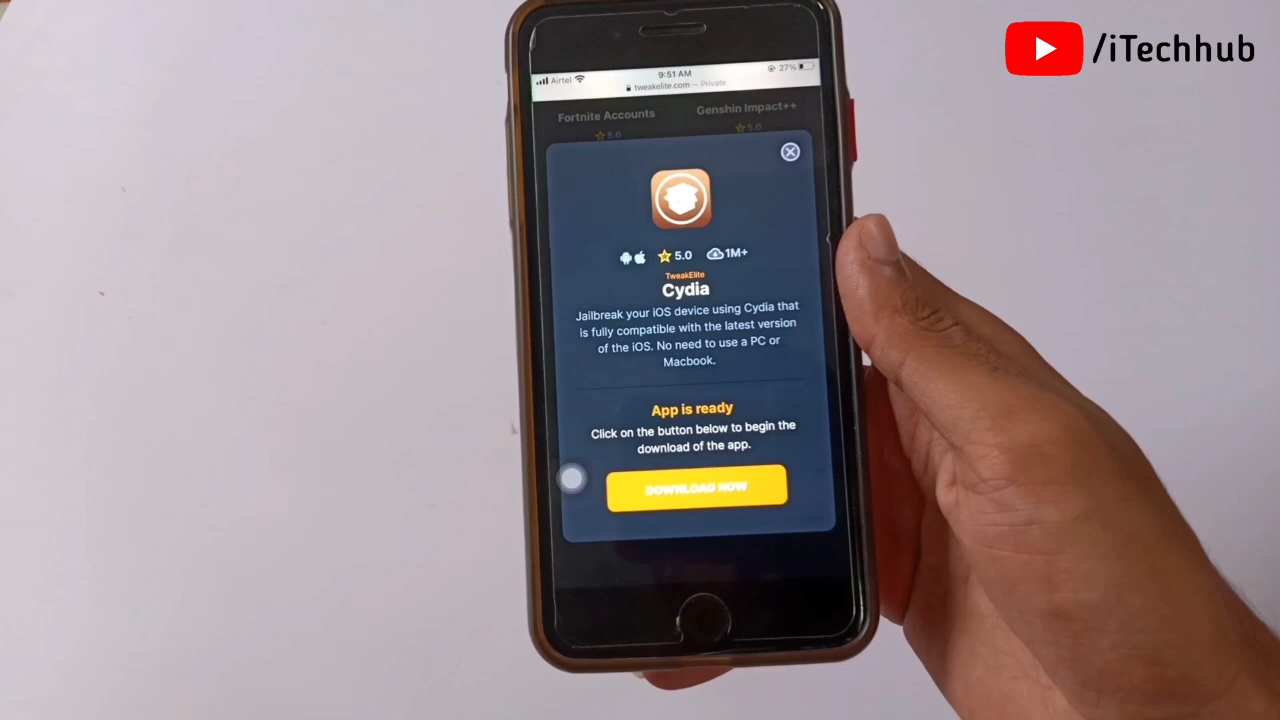 /iTechhub
Airtel
9:51 AM
27%
tweakelite.com — Private
Fortnite Accounts
Genshin Impact++
5.0
5.0
5.0
1M+
TweakElite
Cydia
Jailbreak your iOS device using Cydia that
is fully compatible with the latest version
of the iOS. No need to use a PC or
Macbook.
App is ready
Click on the button below to begin the
download of the app.
DOWNLOAD NOW